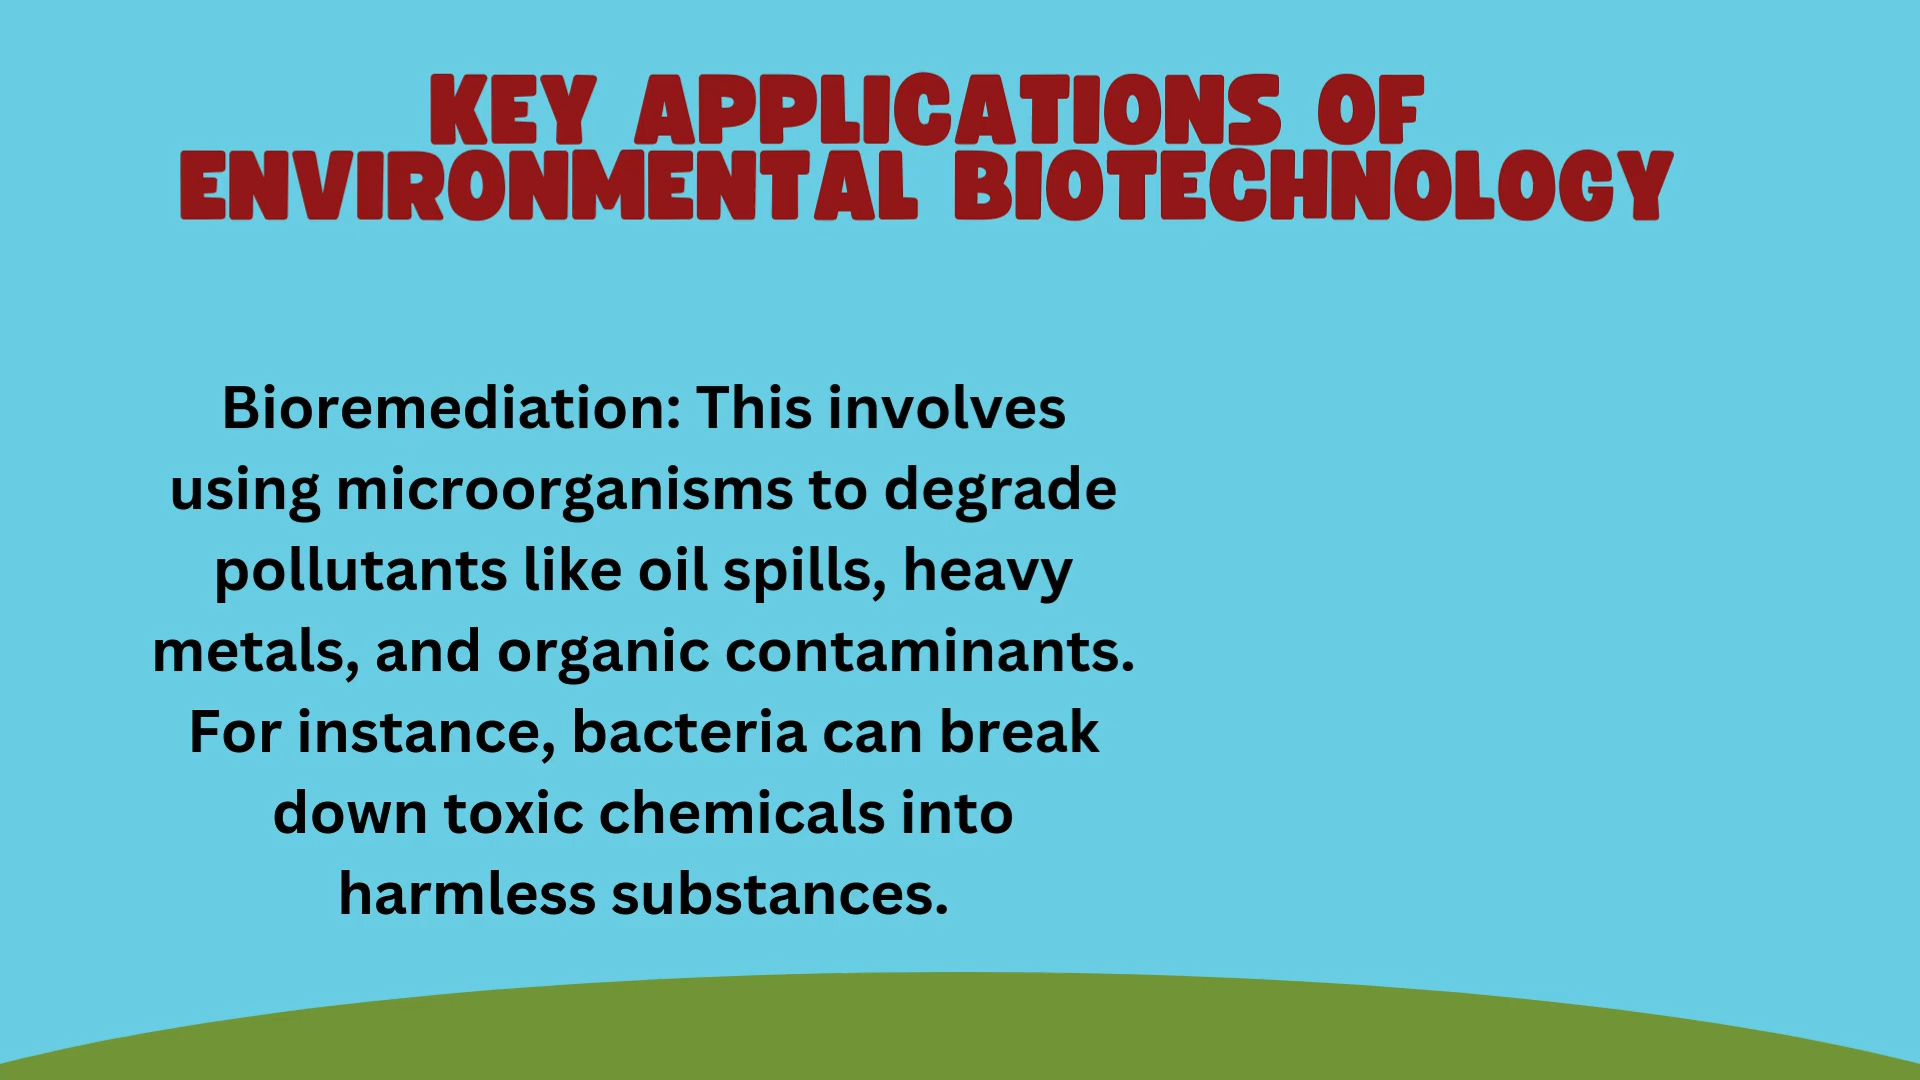 KEY APPLICATIONS OF
ENVIRONMENTAL BIOTECHNOLOGY
Bioremediation: This involves
using microorganisms to degrade
pollutants like oil spills, heavy
metals, and organic contaminants.
For instance, bacteria can break
down toxic chemicals into
harmless substances.